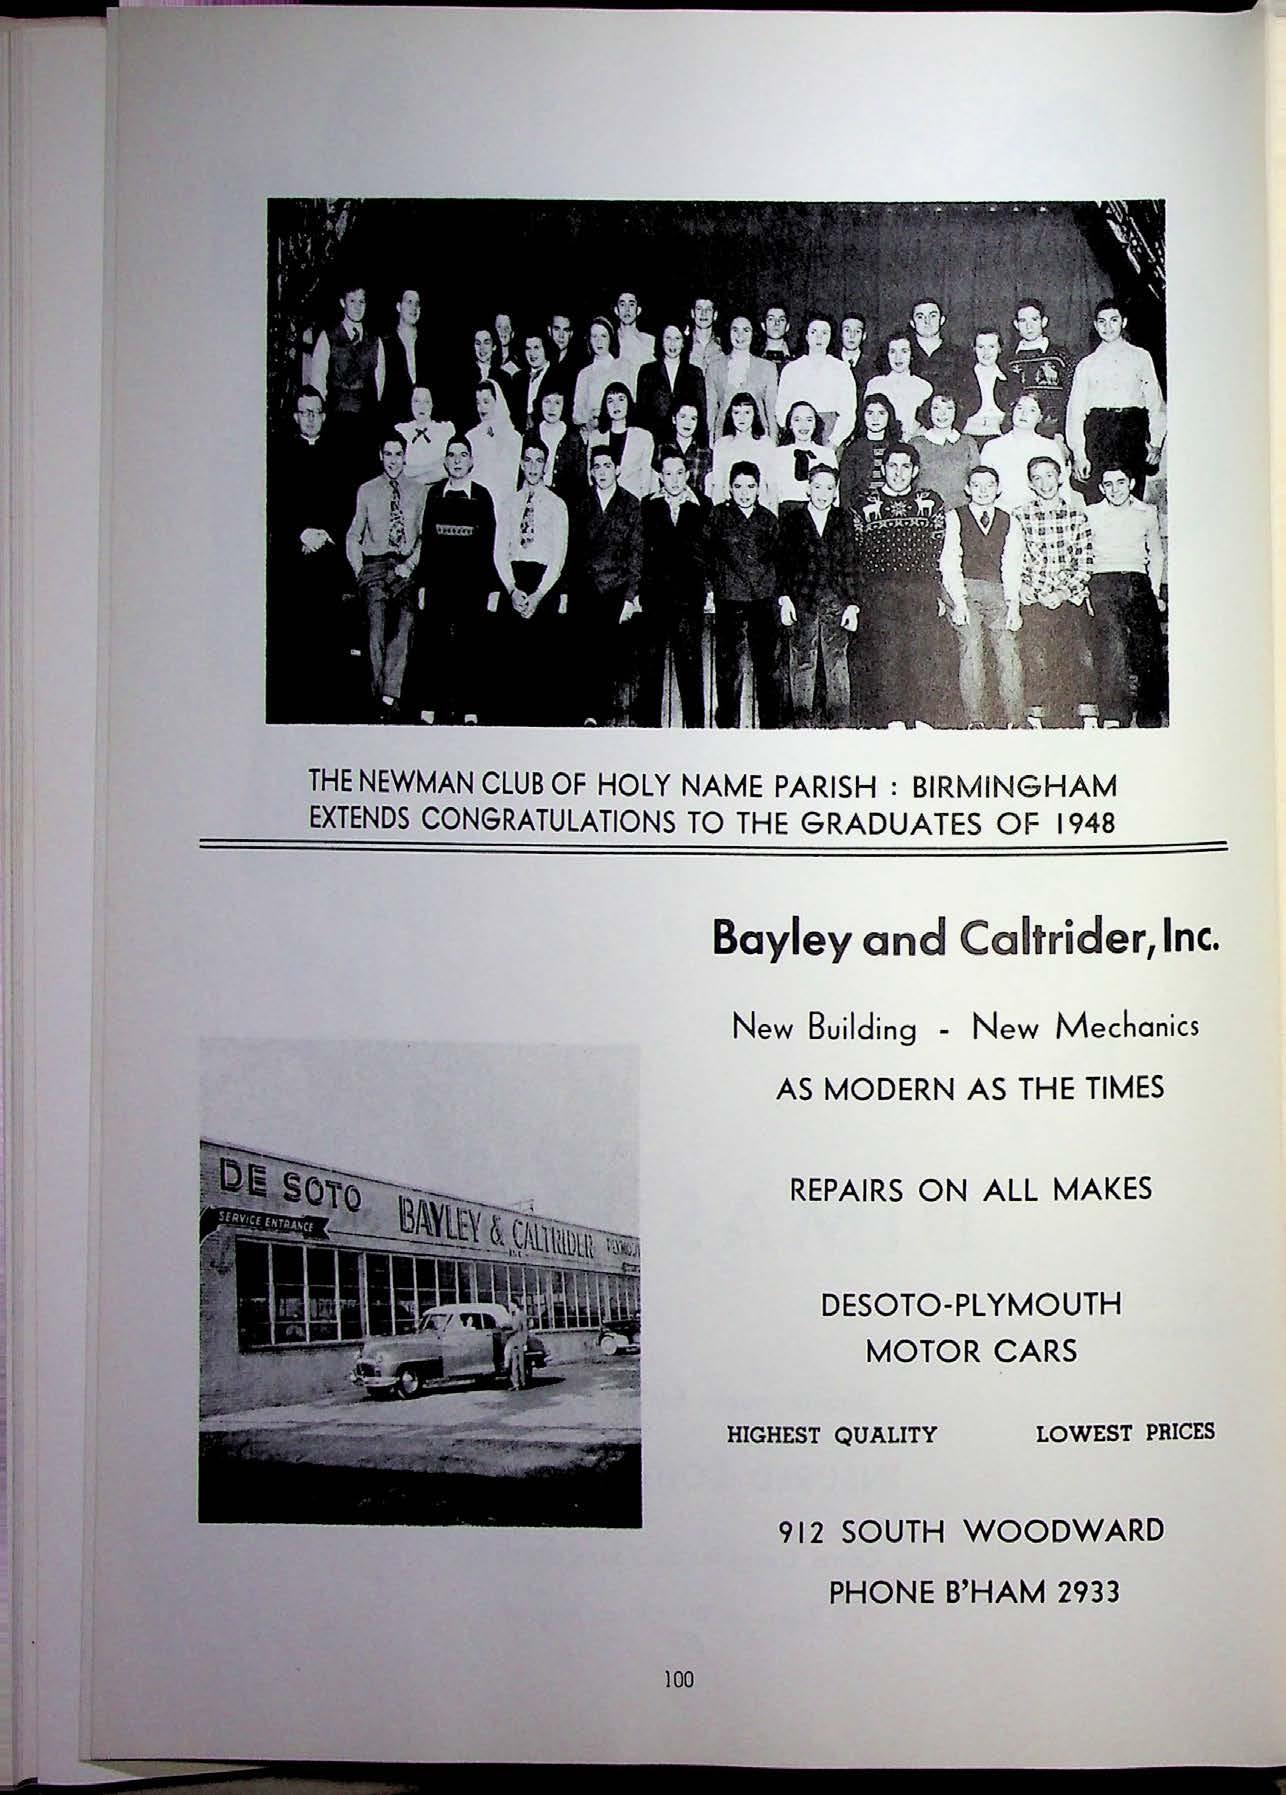 THE NEWMAN CLUB OF HOLY NAME PARISH : BIRMINGHAM
EXTENDS CONGRATULATIONS TO THE GRADUATES OF 1948
Bayley and Caltrider, Inc.
New Building - New Mechanics
AS MODERN AS THE TIMES
REPAIRS ON ALL MAKES
DESOTO-PLYMOUTH
MOTOR CARS
HIGHEST QUALITY LOWEST PRICES
912 SOUTH WOODWARD
PHONE B'HAM 2933
DE SOTO BAYLEY & CALTRIDER
INC
SERVICE ENTRANCE
100